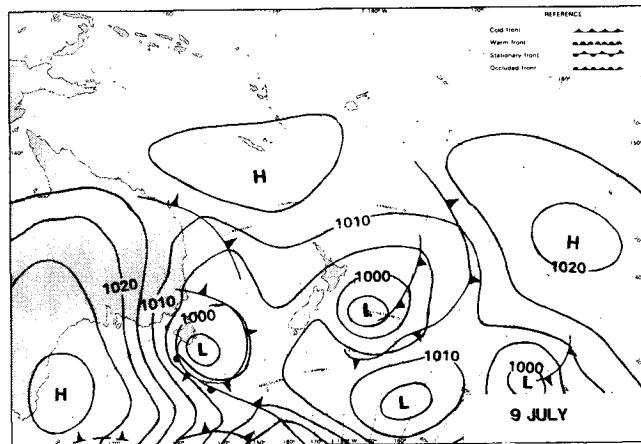 REFERENCE
Cold front
Warm front
Stationary front
Occluded front
180°
H
1010
H
1020
1020
1010
1000
1000
L
L
1010
1000
L
H
L
9 JULY